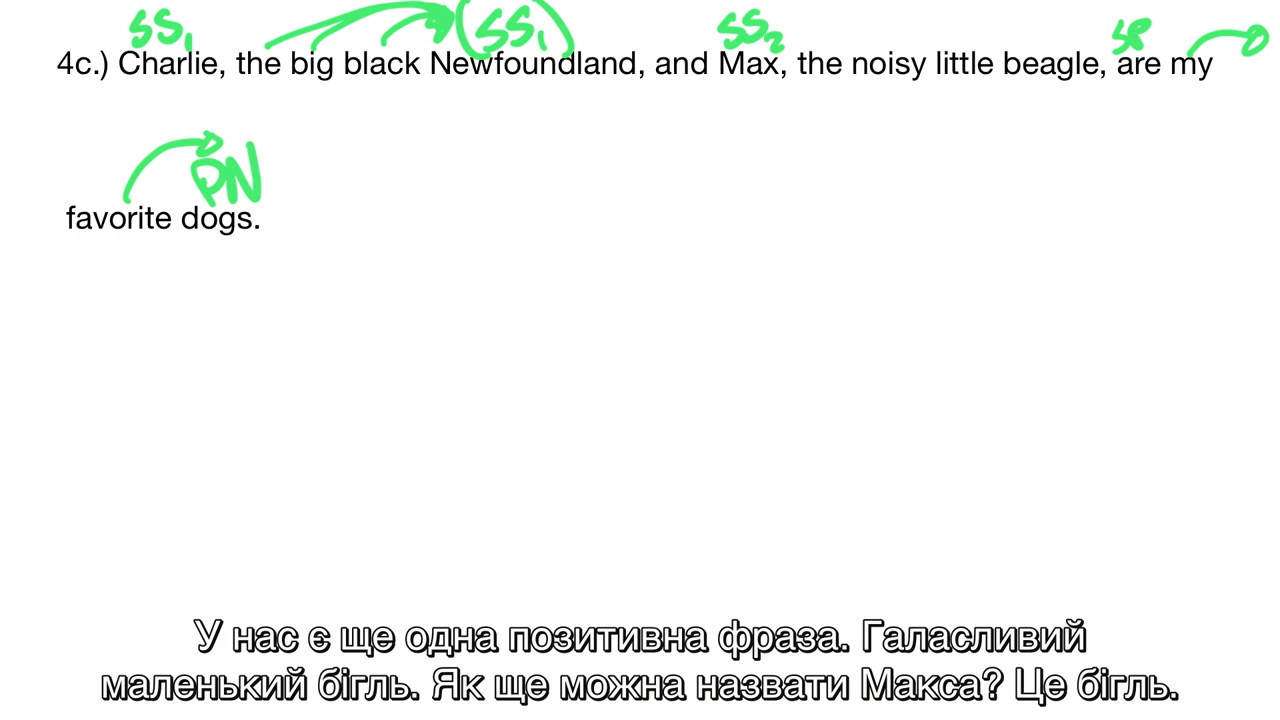 SS₁ (SS₁) SS₂ SP
4c.) Charlie, the big black Newfoundland, and Max, the noisy little beagle, are my
PN
favorite dogs.
У нас є ще одна позитивна фраза. Галасливий
маленький бігль. Як ще можна назвати Макса? Це бігль.